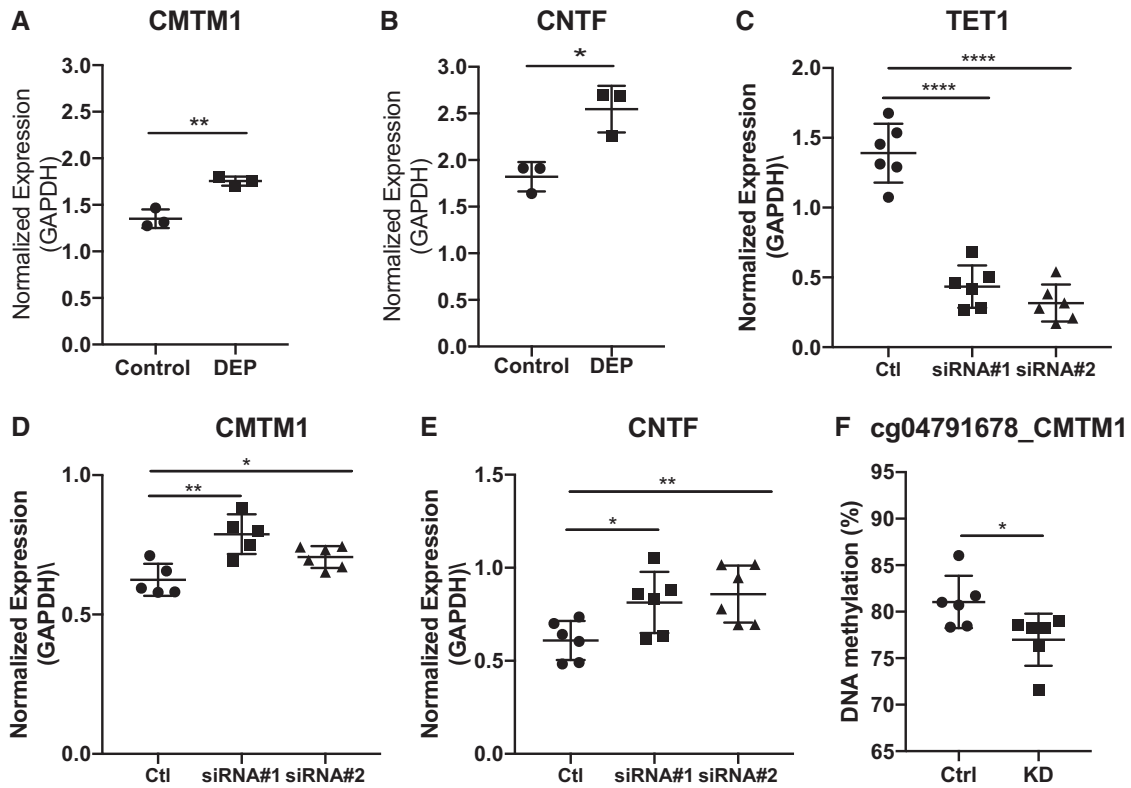 A
CMTM1
Normalized Expression
(GAPDH)
3.0
2.5
2.0
1.5
1.0
0.5
0.0
**
Control
DEP
B
CNTF
Normalized Expression
(GAPDH)
3.0
2.5
2.0
1.5
1.0
0.5
0.0
*
Control
DEP
C
TET1
Normalized Expression
(GAPDH)\
2.0
1.5
1.0
0.5
0.0
****
****
Ctl
siRNA#1
siRNA#2
D
CMTM1
Normalized Expression
(GAPDH)\
1.0
0.5
0.0
*
**
Ctl
siRNA#1
siRNA#2
E
CNTF
Normalized Expression
(GAPDH)\
1.5
1.0
0.5
0.0
**
*
Ctl
siRNA#1
siRNA#2
F
cg04791678_CMTM1
DNA methylation (%)
95
90
85
80
75
70
65
*
Ctrl
KD